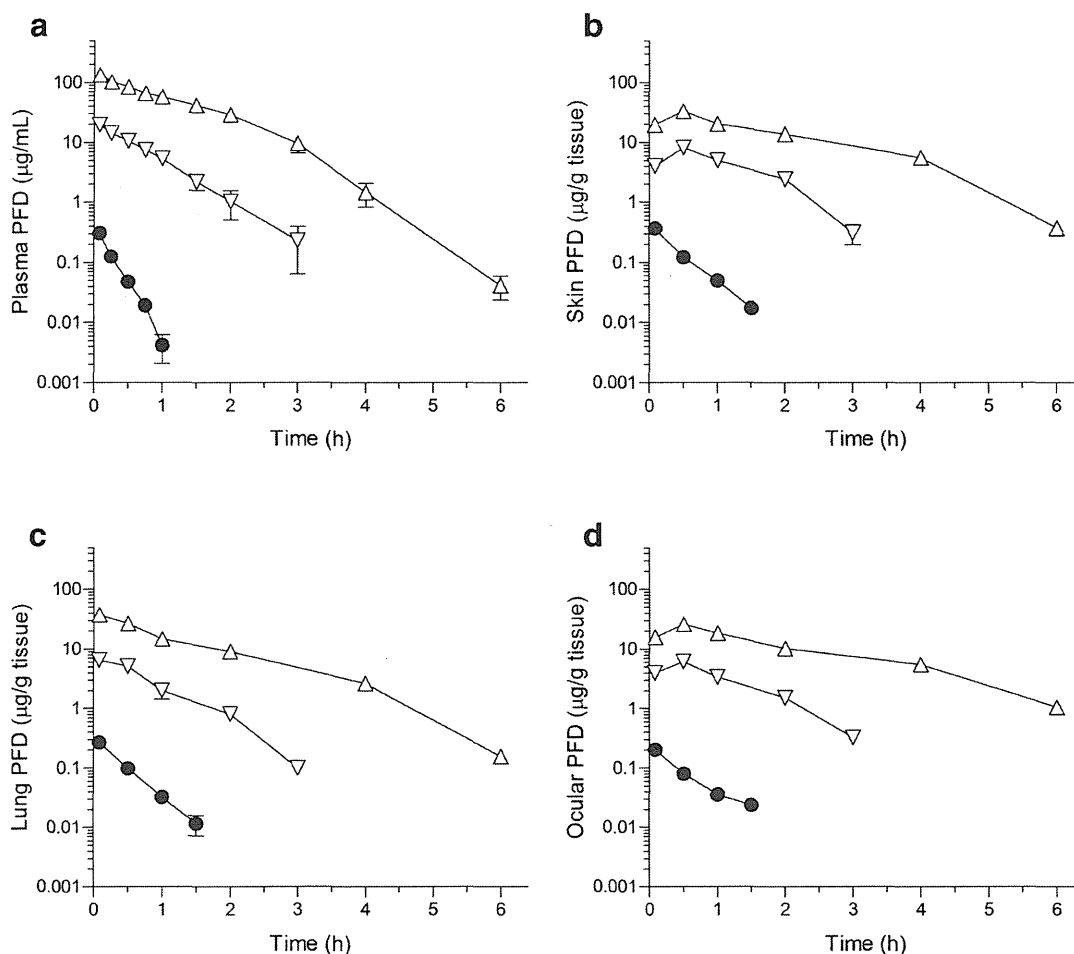 a
Plasma PFD (μg/mL)
100
10
1
0.1
0.01
0.001
0 1 2 3 4 5 6
Time (h)
b
Skin PFD (μg/g tissue)
100
10
1
0.1
0.01
0.001
0 1 2 3 4 5 6
Time (h)
c
Lung PFD (μg/g tissue)
100
10
1
0.1
0.01
0.001
0 1 2 3 4 5 6
Time (h)
d
Ocular PFD (μg/g tissue)
100
10
1
0.1
0.01
0.001
0 1 2 3 4 5 6
Time (h)